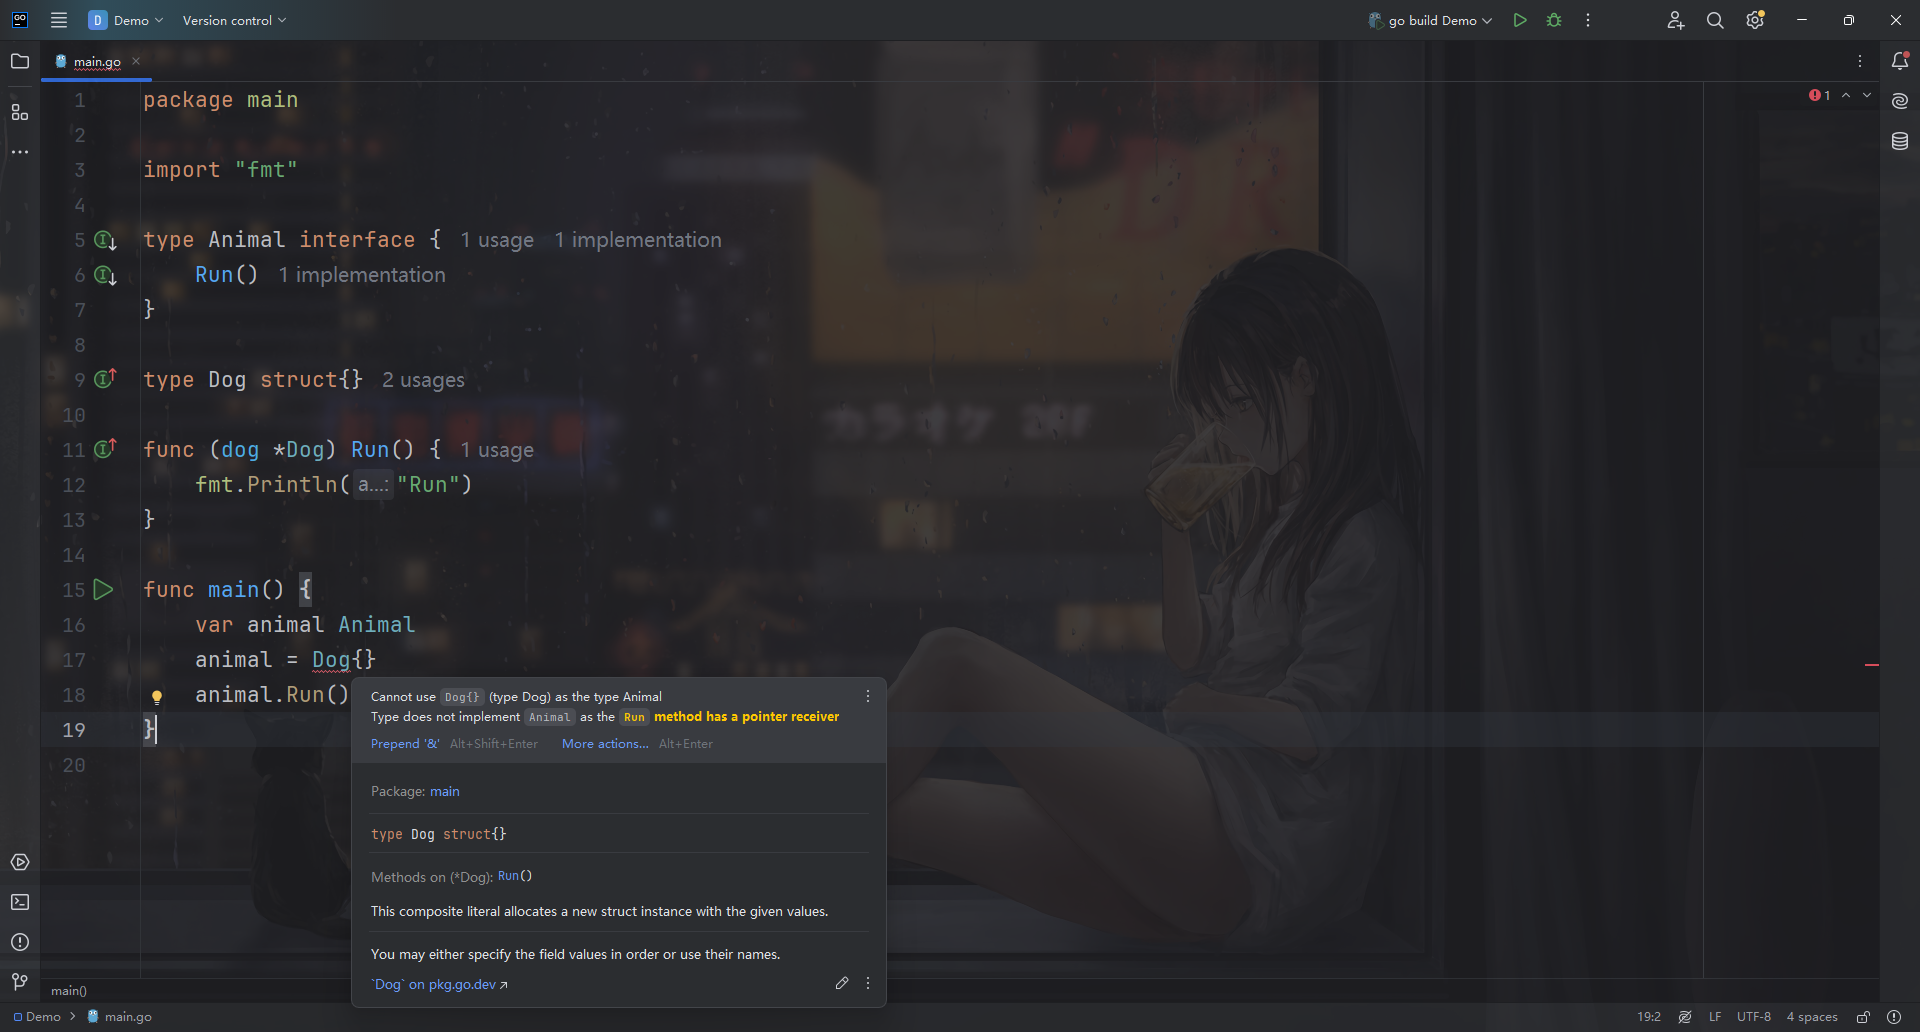 GO
D Demo Version control
go build Demo
main.go
1 package main
2
3 import "fmt"
4
5 type Animal interface { 1 usage 1 implementation
6 Run() 1 implementation
7 }
8
9 type Dog struct{} 2 usages
10
11 func (dog *Dog) Run() { 1 usage
12 fmt.Println(a...: "Run")
13 }
14
15 func main() {
16 var animal Animal
17 animal = Dog{}
18 animal.Run()
19 }
20
1
DR
カラオケ 20F
Cannot use Dog{} (type Dog) as the type Animal
Type does not implement Animal as the Run method has a pointer receiver
Prepend '&' Alt+Shift+Enter More actions... Alt+Enter
Package: main
type Dog struct{}
Methods on (*Dog): Run()
This composite literal allocates a new struct instance with the given values.
You may either specify the field values in order or use their names.
`Dog` on pkg.go.dev ↗
main()
Demo > main.go
19:2 LF UTF-8 4 spaces